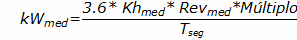 kW_med = 3.6* Kh_med * Rev_med*Múltiplo / T_seg